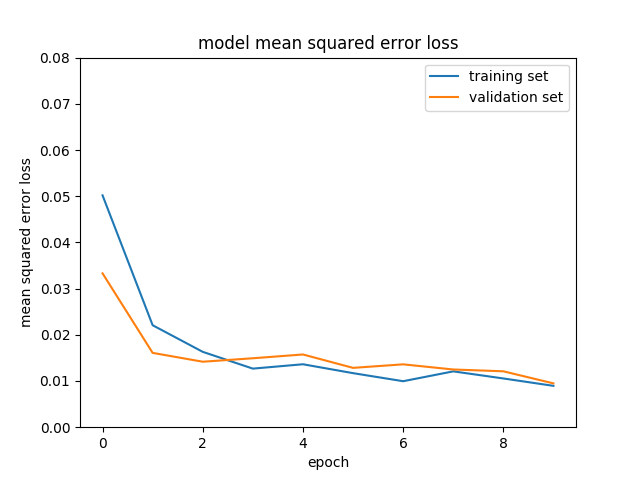 model mean squared error loss
training set
validation set
mean squared error loss
0.08
0.07
0.06
0.05
0.04
0.03
0.02
0.01
0.00
0 2 4 6 8
epoch